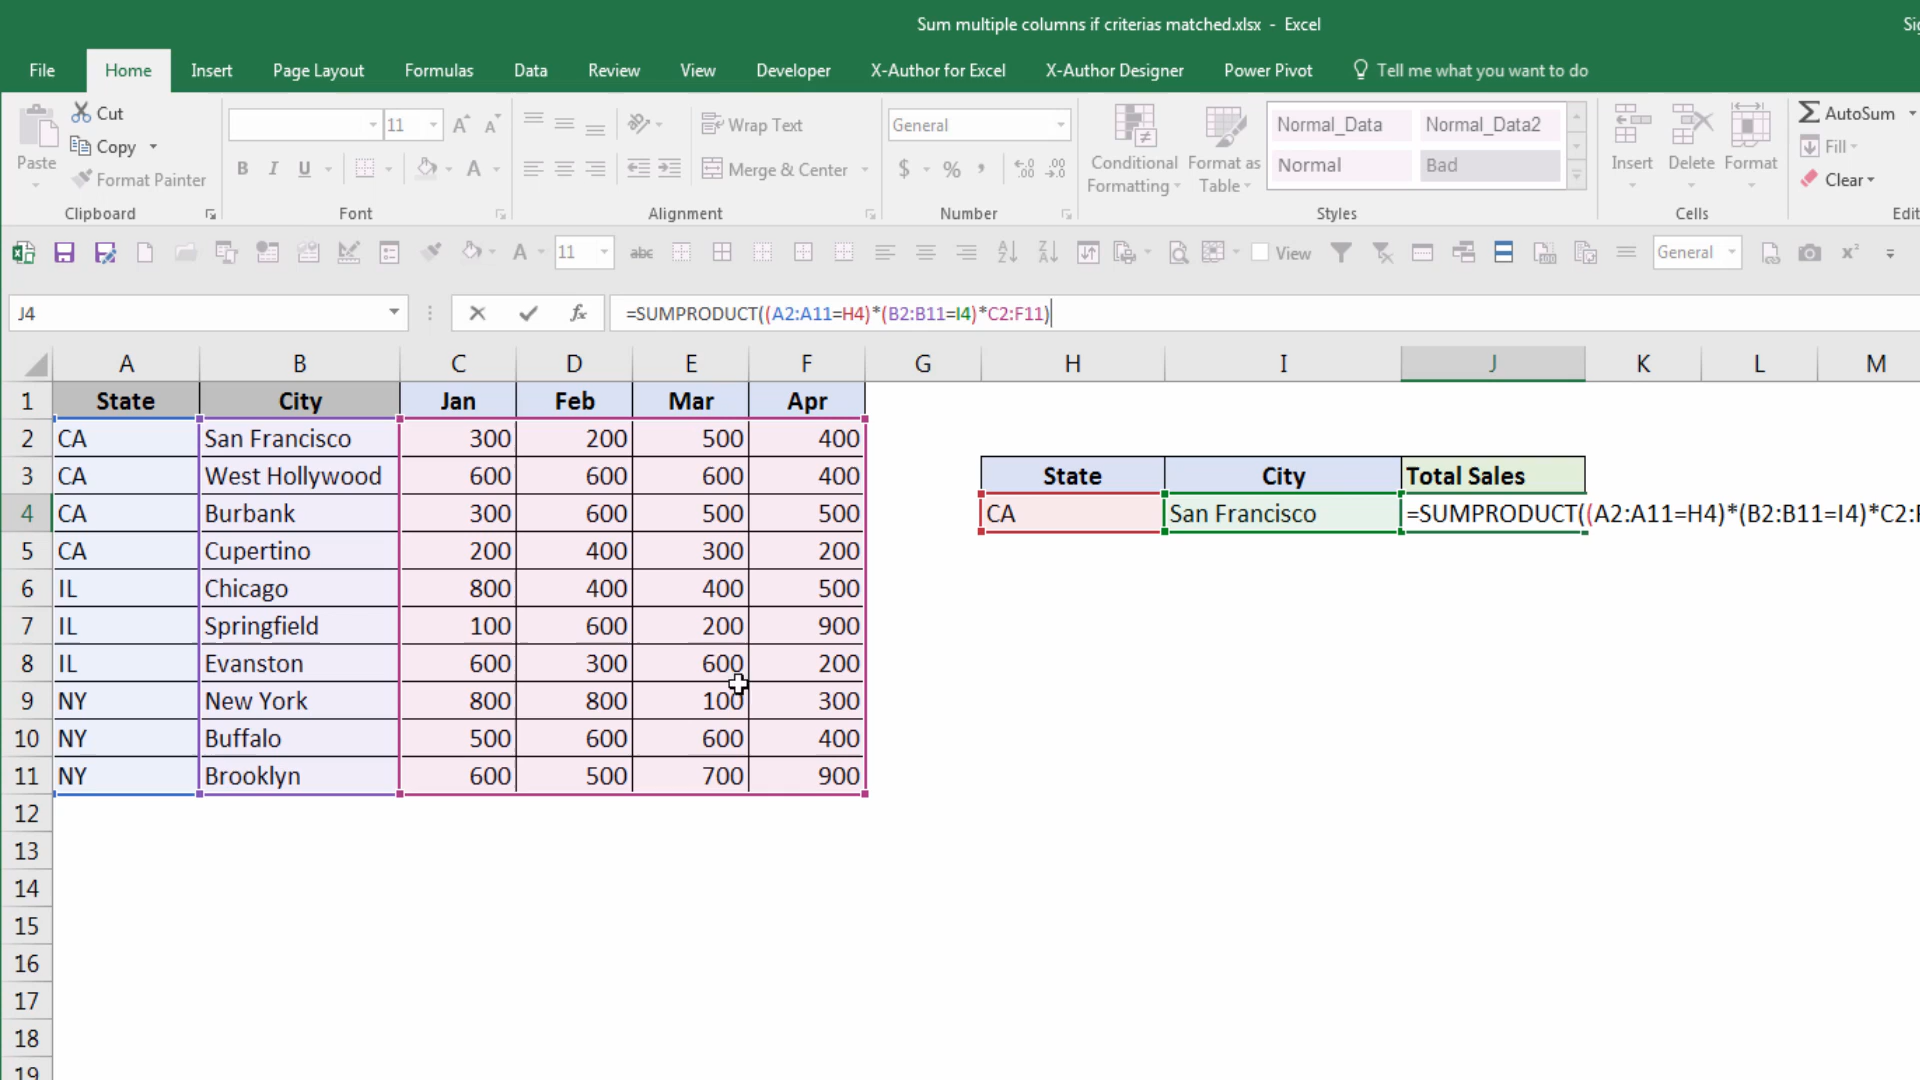 Sum multiple columns if criterias matched.xlsx - Excel
File Home Insert Page Layout Formulas Data Review View Developer X-Author for Excel X-Author Designer Power Pivot Tell me what you want to do
Cut
Copy
Format Painter
Paste
Clipboard
11
B I U
Font
Wrap Text
Merge & Center
Alignment
General
$ % ,
Number
Conditional Formatting
Format as Table
Normal_Data Normal_Data2
Normal Bad
Styles
Insert Delete Format
Cells
AutoSum
Fill
Clear
11 abc View General x²
J4 fx =SUMPRODUCT((A2:A11=H4)*(B2:B11=I4)*C2:F11)
A B C D E F G H I J K L M
1 State City Jan Feb Mar Apr
2 CA San Francisco 300 200 500 400
3 CA West Hollywood 600 600 600 400 State City Total Sales
4 CA Burbank 300 600 500 500 CA San Francisco =SUMPRODUCT((A2:A11=H4)*(B2:B11=I4)*C2:
5 CA Cupertino 200 400 300 200
6 IL Chicago 800 400 400 500
7 IL Springfield 100 600 200 900
8 IL Evanston 600 300 600 200
9 NY New York 800 800 100 300
10 NY Buffalo 500 600 600 400
11 NY Brooklyn 600 500 700 900
12
13
14
15
16
17
18
19